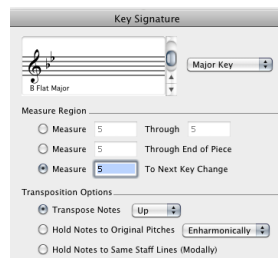 Key Signature
B Flat Major
Major Key
Measure Region
Measure 5 Through 5
Measure 5 Through End of Piece
Measure 5 To Next Key Change
Transposition Options
Transpose Notes Up
Hold Notes to Original Pitches Enharmonically
Hold Notes to Same Staff Lines (Modally)